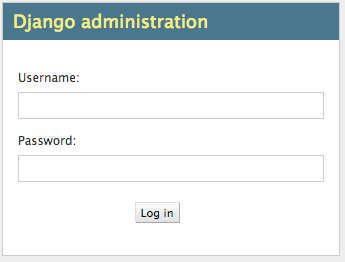 Django administration
Username:
Password:
Log in